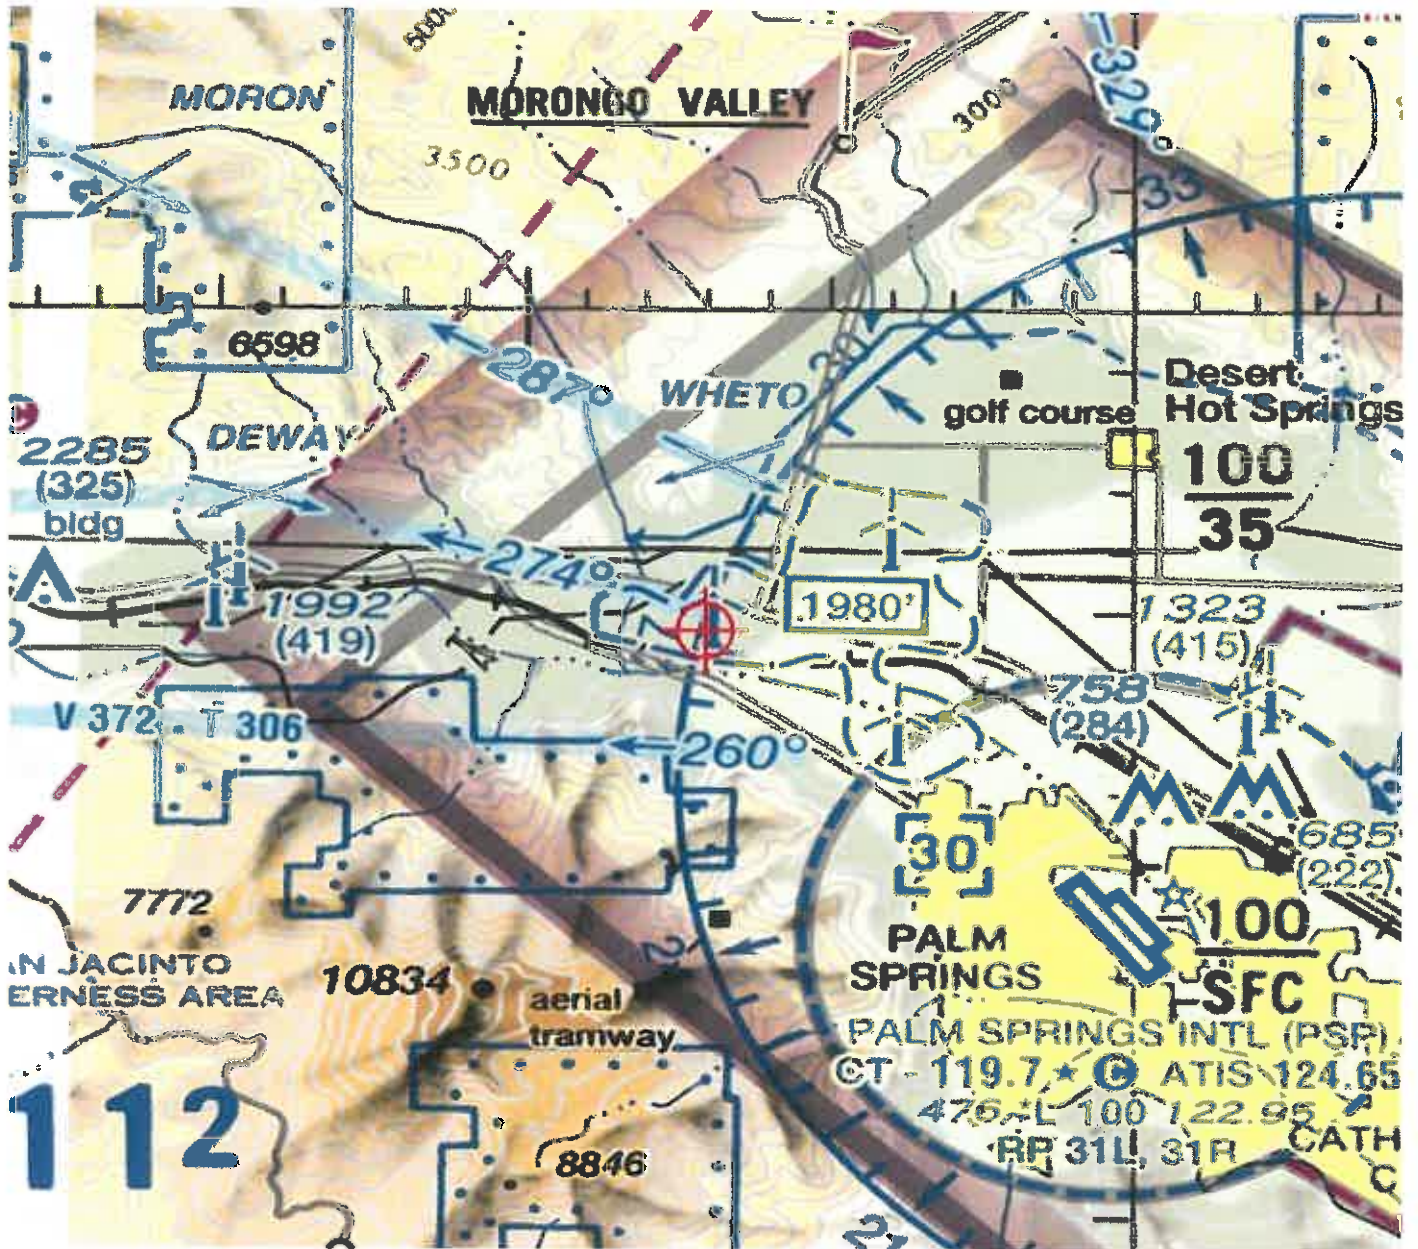 5000
MORON
MORONGO VALLEY
3500
3000
329°
33
6598
287°
WHETO
DEWAY
Desert
Hot Springs
golf course
2285
(325)
bldg
100
35
274°
1992
(419)
1980'
1323
(415)
758
(284)
V 372
T 306
260°
30
685
(222)
7772
PALM
SPRINGS
100
SFC
AN JACINTO
ERNESS AREA
10834
aerial
tramway
PALM SPRINGS INTL (PSP)
CT - 119.7 ★ C ATIS 124.65
476 *L 100 122.95
RP 31L, 31R
CATH
C
112
8846
21